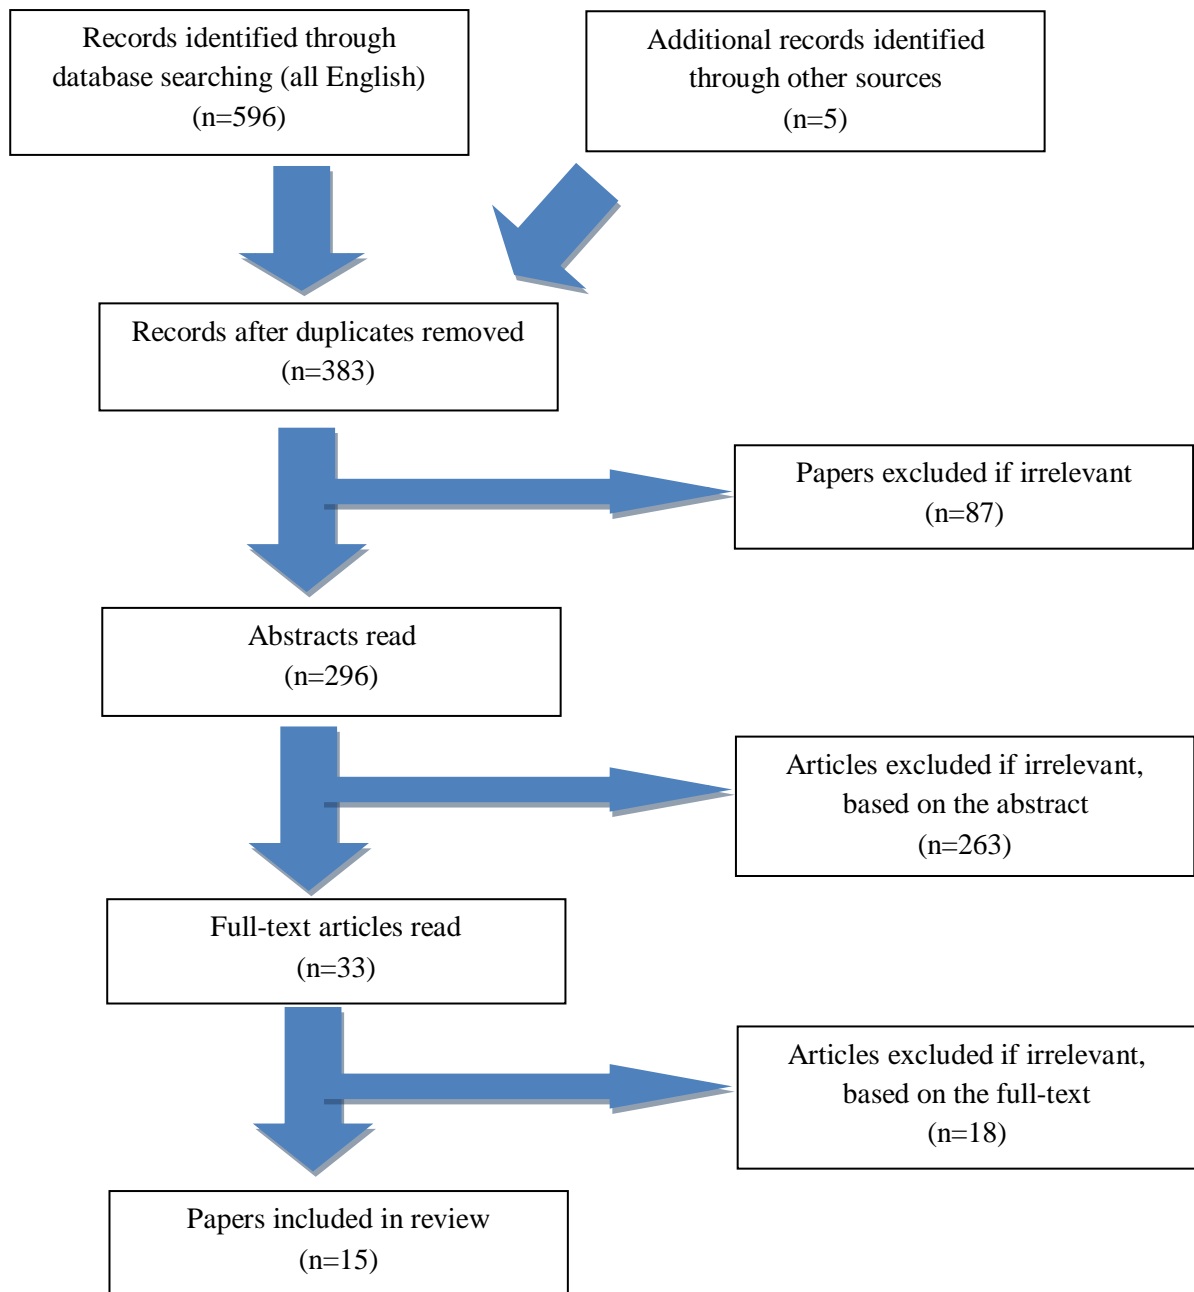 Records identified through
database searching (all English)
(n=596)
Additional records identified
through other sources
(n=5)
Records after duplicates removed
(n=383)
Papers excluded if irrelevant
(n=87)
Abstracts read
(n=296)
Articles excluded if irrelevant,
based on the abstract
(n=263)
Full-text articles read
(n=33)
Articles excluded if irrelevant,
based on the full-text
(n=18)
Papers included in review
(n=15)